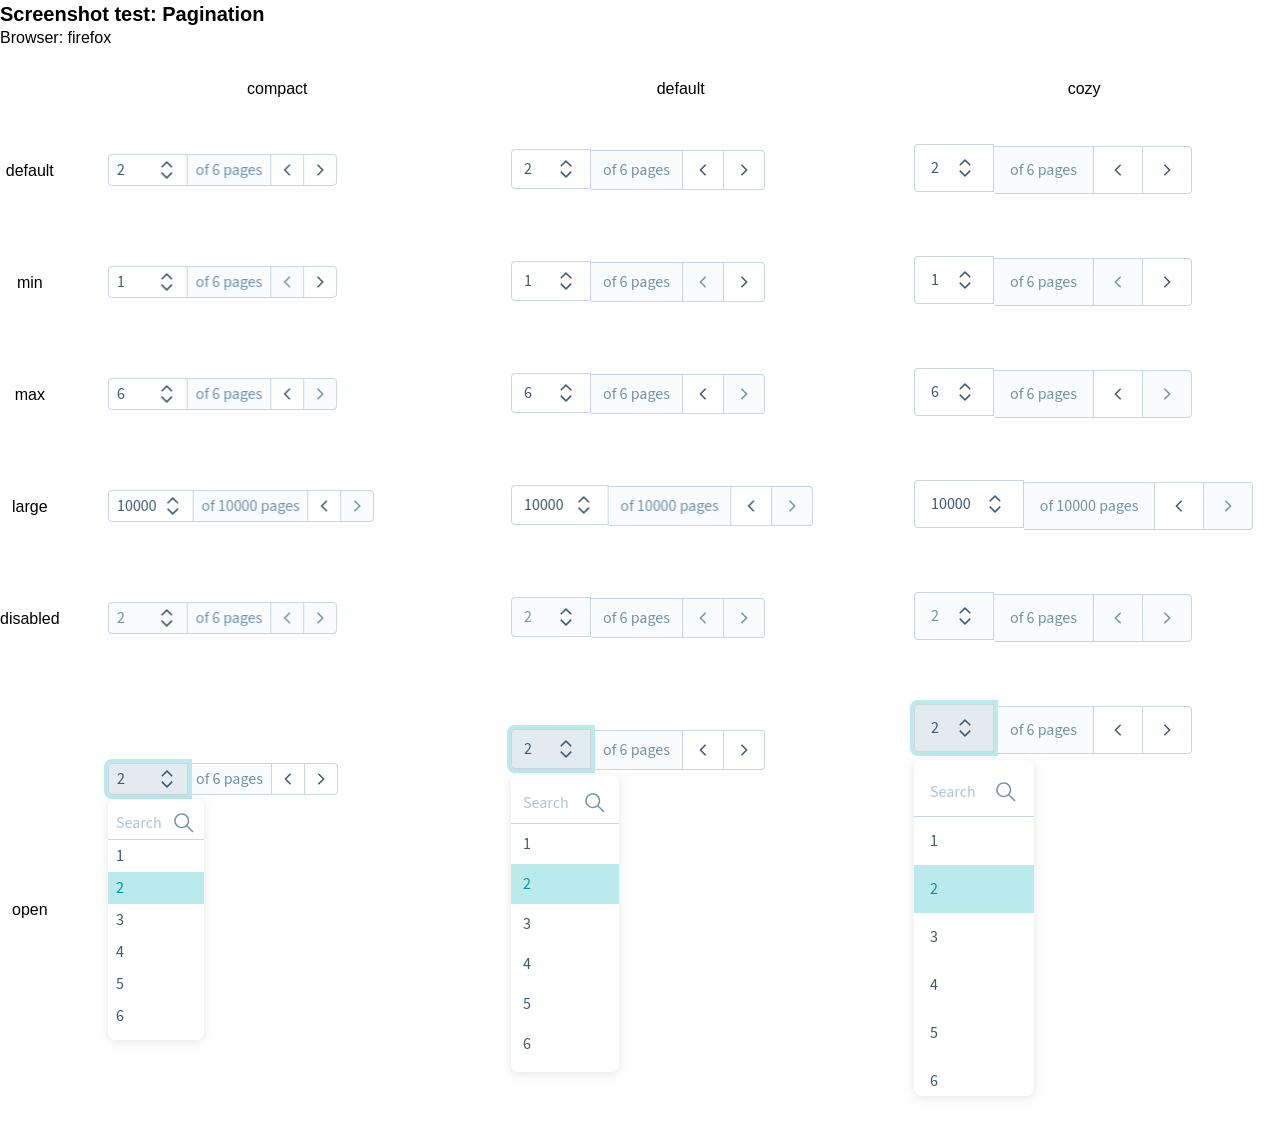 Screenshot test: Pagination
Browser: firefox
compact default cozy
default 2 of 6 pages 2 of 6 pages 2 of 6 pages
min 1 of 6 pages 1 of 6 pages 1 of 6 pages
max 6 of 6 pages 6 of 6 pages 6 of 6 pages
large 10000 of 10000 pages 10000 of 10000 pages 10000 of 10000 pages
disabled 2 of 6 pages 2 of 6 pages 2 of 6 pages
open
2 of 6 pages
Search
1
2
3
4
5
6
2 of 6 pages
Search
1
2
3
4
5
6
2 of 6 pages
Search
1
2
3
4
5
6